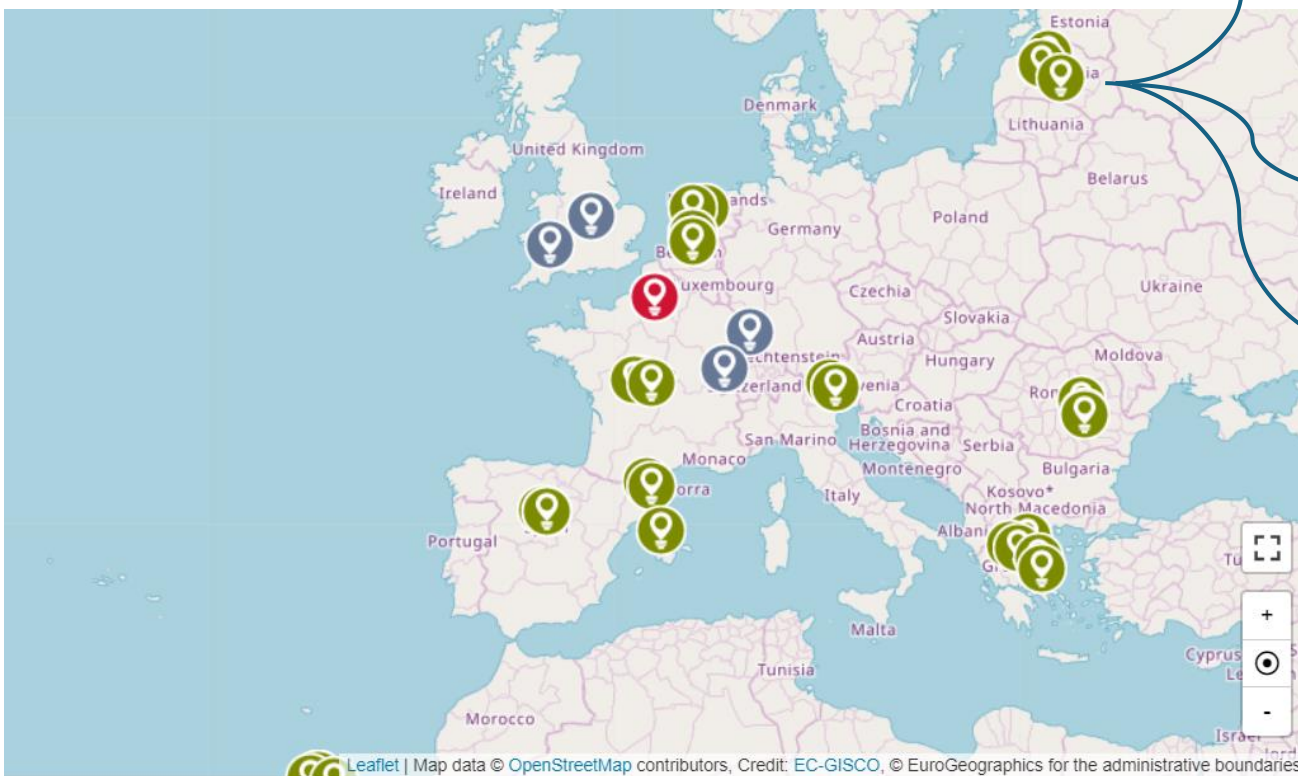 Estonia
Denmark
Lithuania
United Kingdom
Belarus
Ireland
Poland
Germany
Ukraine
Czechia
Slovakia
Austria
Moldova
Hungary
Croatia
San Marino
Bosnia and
Herzegovina
Serbia
Monaco
Montenegro
Bulgaria
Italy
Kosovo*
North Macedonia
Portugal
Malta
+
Cyprus
Tunisia
Morocco
-
Israel
Leaflet | Map data © OpenStreetMap contributors, Credit: EC-GISCO, © EuroGeographics for the administrative boundaries